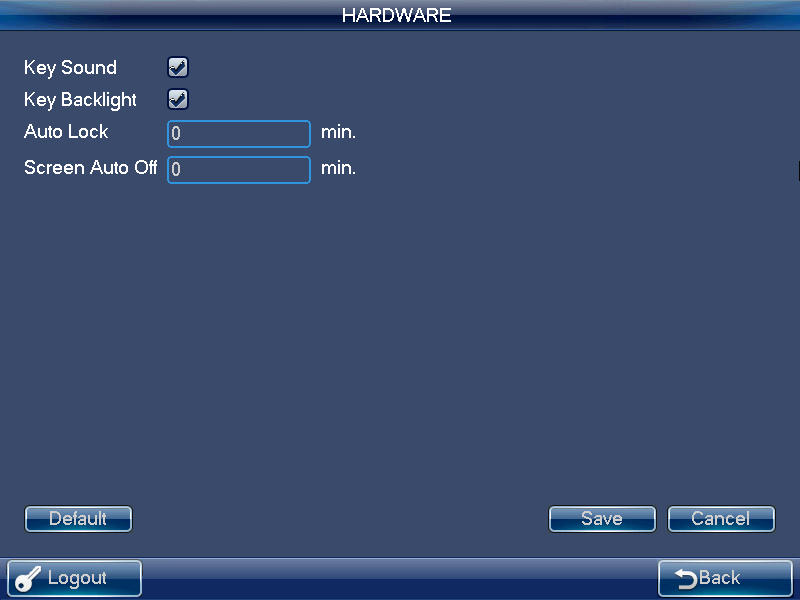 HARDWARE
Key Sound
Key Backlight
Auto Lock 0 min.
Screen Auto Off 0 min.
Default Save Cancel
Logout Back